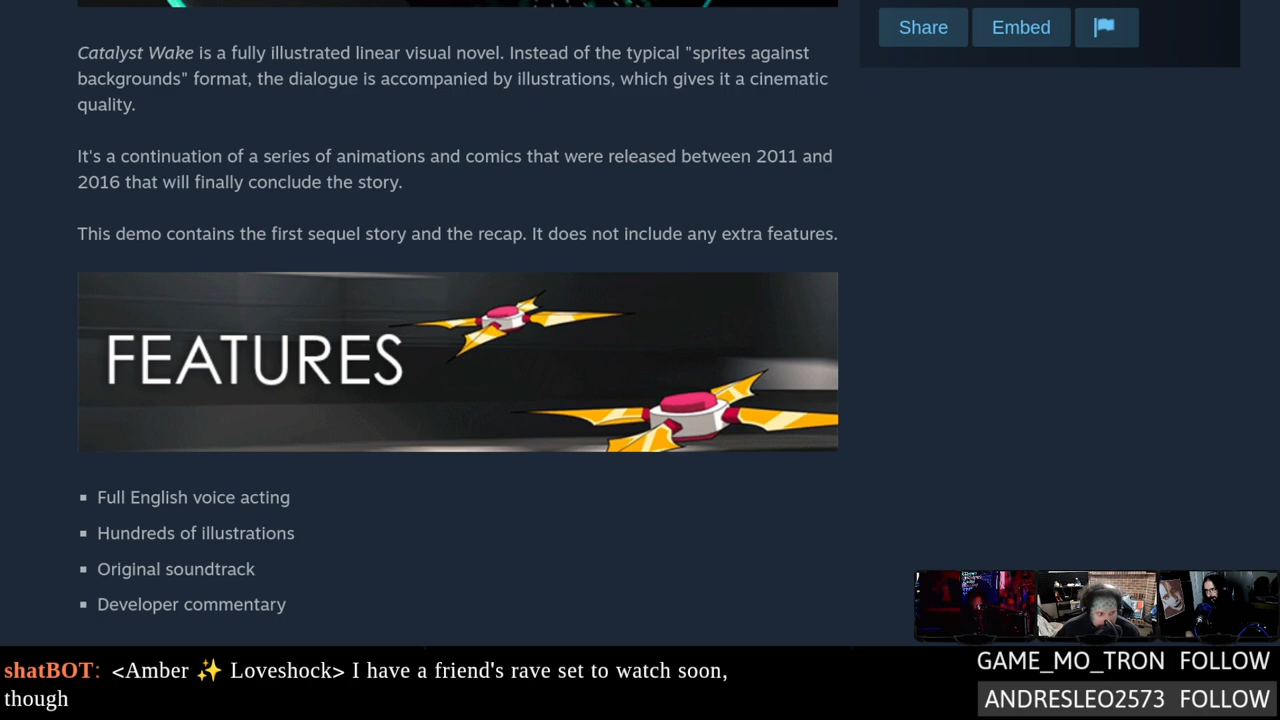 Share Embed
Catalyst Wake is a fully illustrated linear visual novel. Instead of the typical "sprites against
backgrounds" format, the dialogue is accompanied by illustrations, which gives it a cinematic
quality.
It's a continuation of a series of animations and comics that were released between 2011 and
2016 that will finally conclude the story.
This demo contains the first sequel story and the recap. It does not include any extra features.
FEATURES
Full English voice acting
Hundreds of illustrations
Original soundtrack
Developer commentary
shatBOT: <Amber ✨ Loveshock> I have a friend's rave set to watch soon,
though
GAME_MO_TRON FOLLOW
ANDRESLEO2573 FOLLOW